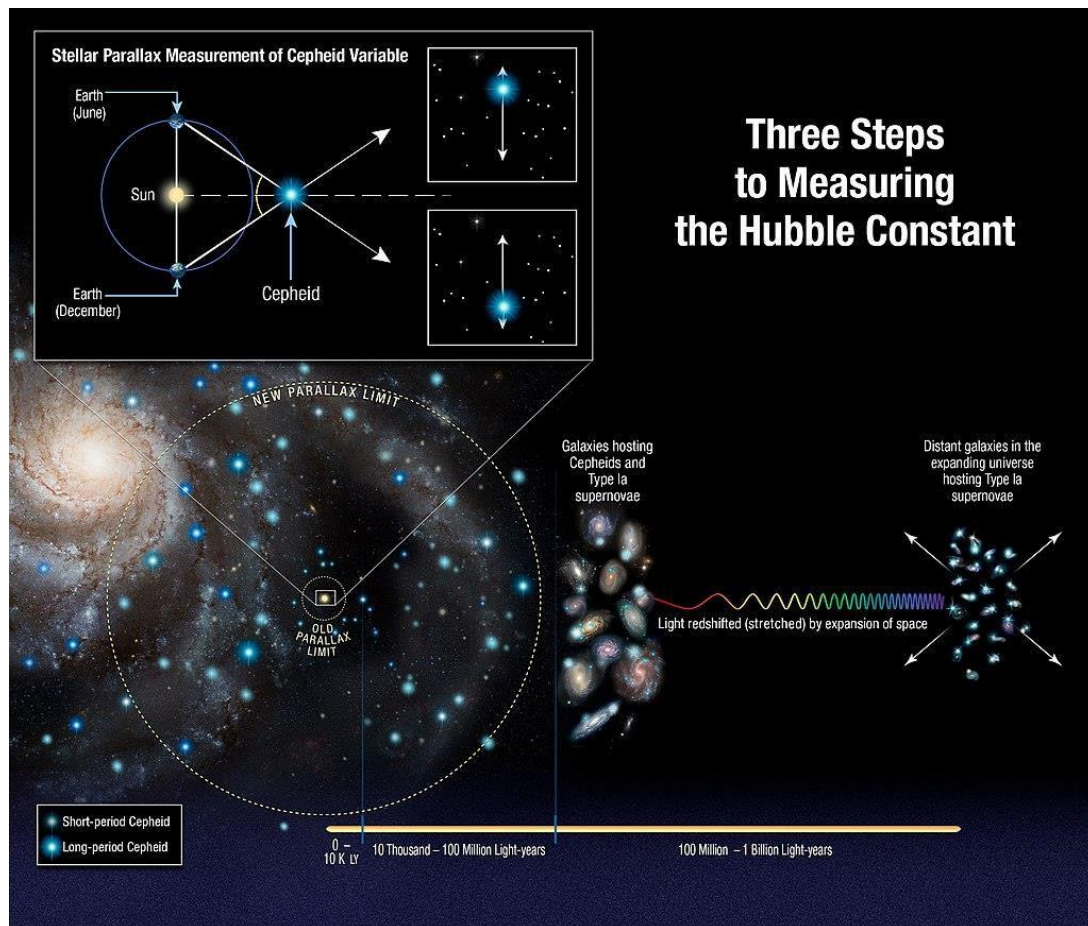 Stellar Parallax Measurement of Cepheid Variable
Earth
(June)
Sun
Earth
(December)
Cepheid
Three Steps
to Measuring
the Hubble Constant
NEW PARALLAX LIMIT
OLD
PARALLAX
LIMIT
Galaxies hosting
Cepheids and
Type Ia
supernovae
Light redshifted (stretched) by expansion of space
Distant galaxies in the
expanding universe
hosting Type Ia
supernovae
Short-period Cepheid
Long-period Cepheid
0 –
10 K LY
10 Thousand – 100 Million Light-years
100 Million – 1 Billion Light-years